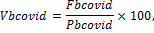 Vbcovid = Fbcovid / Pbcovid × 100,